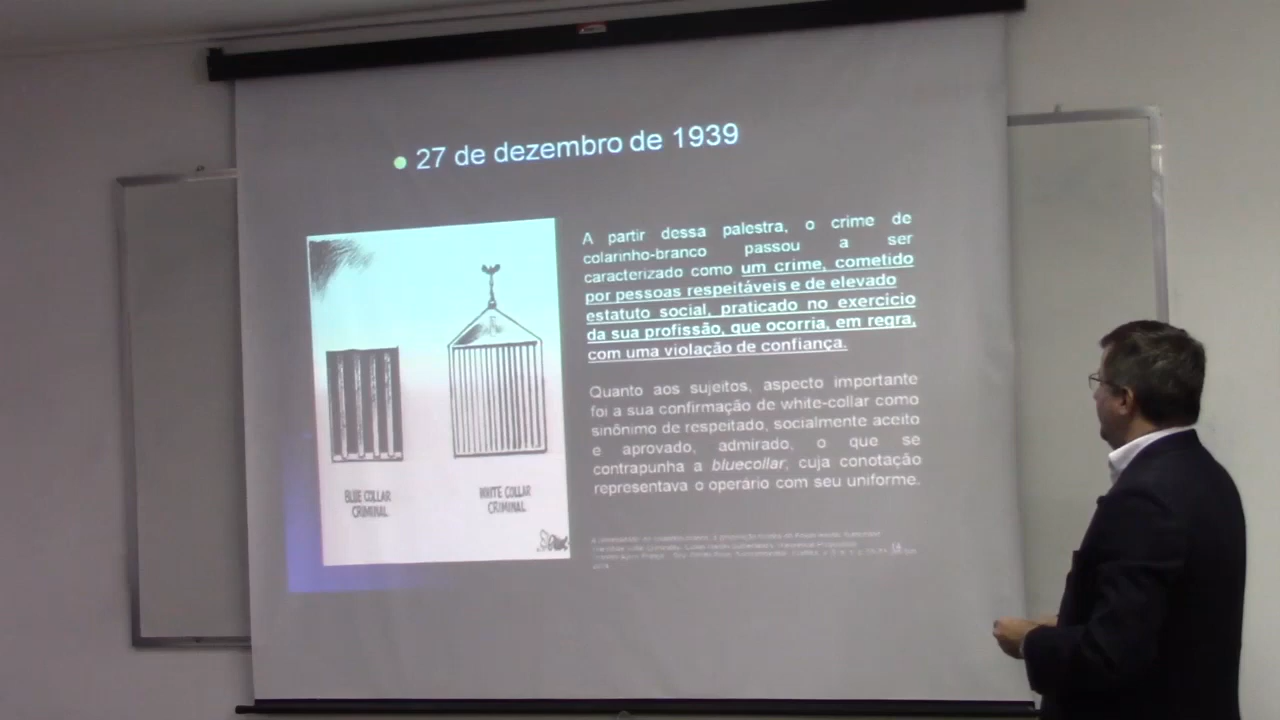 27 de dezembro de 1939
A partir dessa palestra, o crime de
colarinho-branco passou a ser
caracterizado como um crime, cometido
por pessoas respeitáveis e de elevado
estatuto social, praticado no exercício
da sua profissão, que ocorria, em regra,
com uma violação de confiança.
Quanto aos sujeitos, aspecto importante
foi a sua confirmação de white-collar como
sinônimo de respeitado, socialmente aceito
e aprovado, admirado, o que se
contrapunha a bluecollar, cuja conotação
representava o operário com seu uniforme.
BLUE COLLAR
CRIMINAL
WHITE COLLAR
CRIMINAL